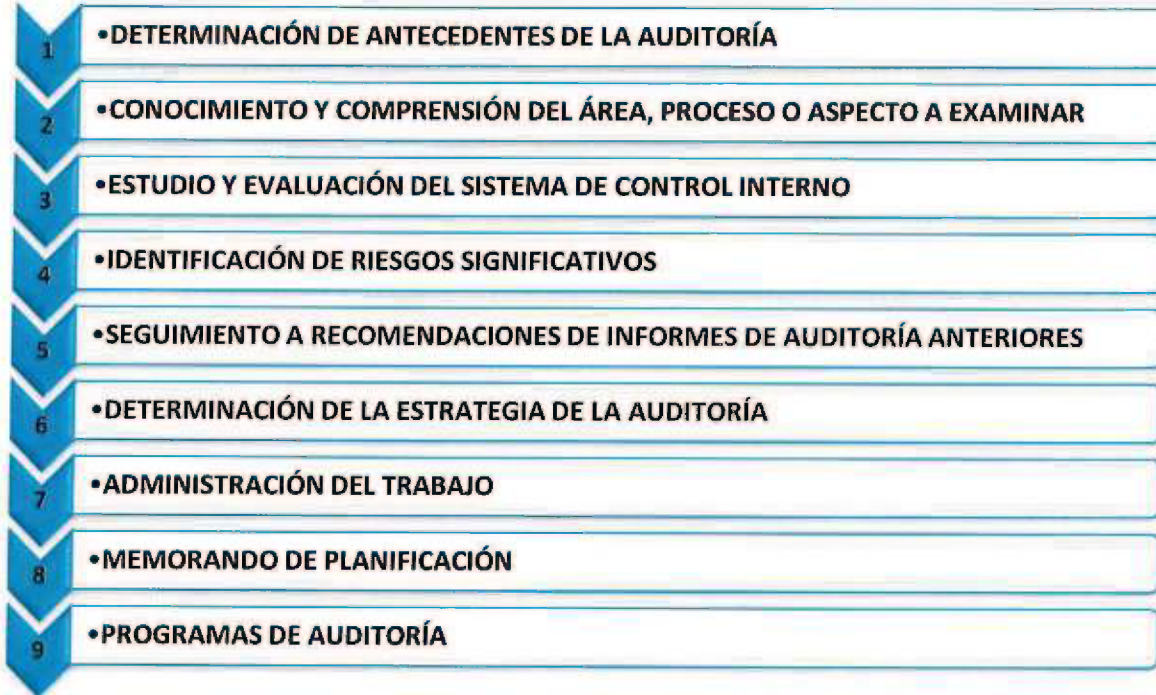 1 •DETERMINACIÓN DE ANTECEDENTES DE LA AUDITORÍA
2 •CONOCIMIENTO Y COMPRENSIÓN DEL ÁREA, PROCESO O ASPECTO A EXAMINAR
3 •ESTUDIO Y EVALUACIÓN DEL SISTEMA DE CONTROL INTERNO
4 •IDENTIFICACIÓN DE RIESGOS SIGNIFICATIVOS
5 •SEGUIMIENTO A RECOMENDACIONES DE INFORMES DE AUDITORÍA ANTERIORES
6 •DETERMINACIÓN DE LA ESTRATEGIA DE LA AUDITORÍA
7 •ADMINISTRACIÓN DEL TRABAJO
8 •MEMORANDO DE PLANIFICACIÓN
9 •PROGRAMAS DE AUDITORÍA